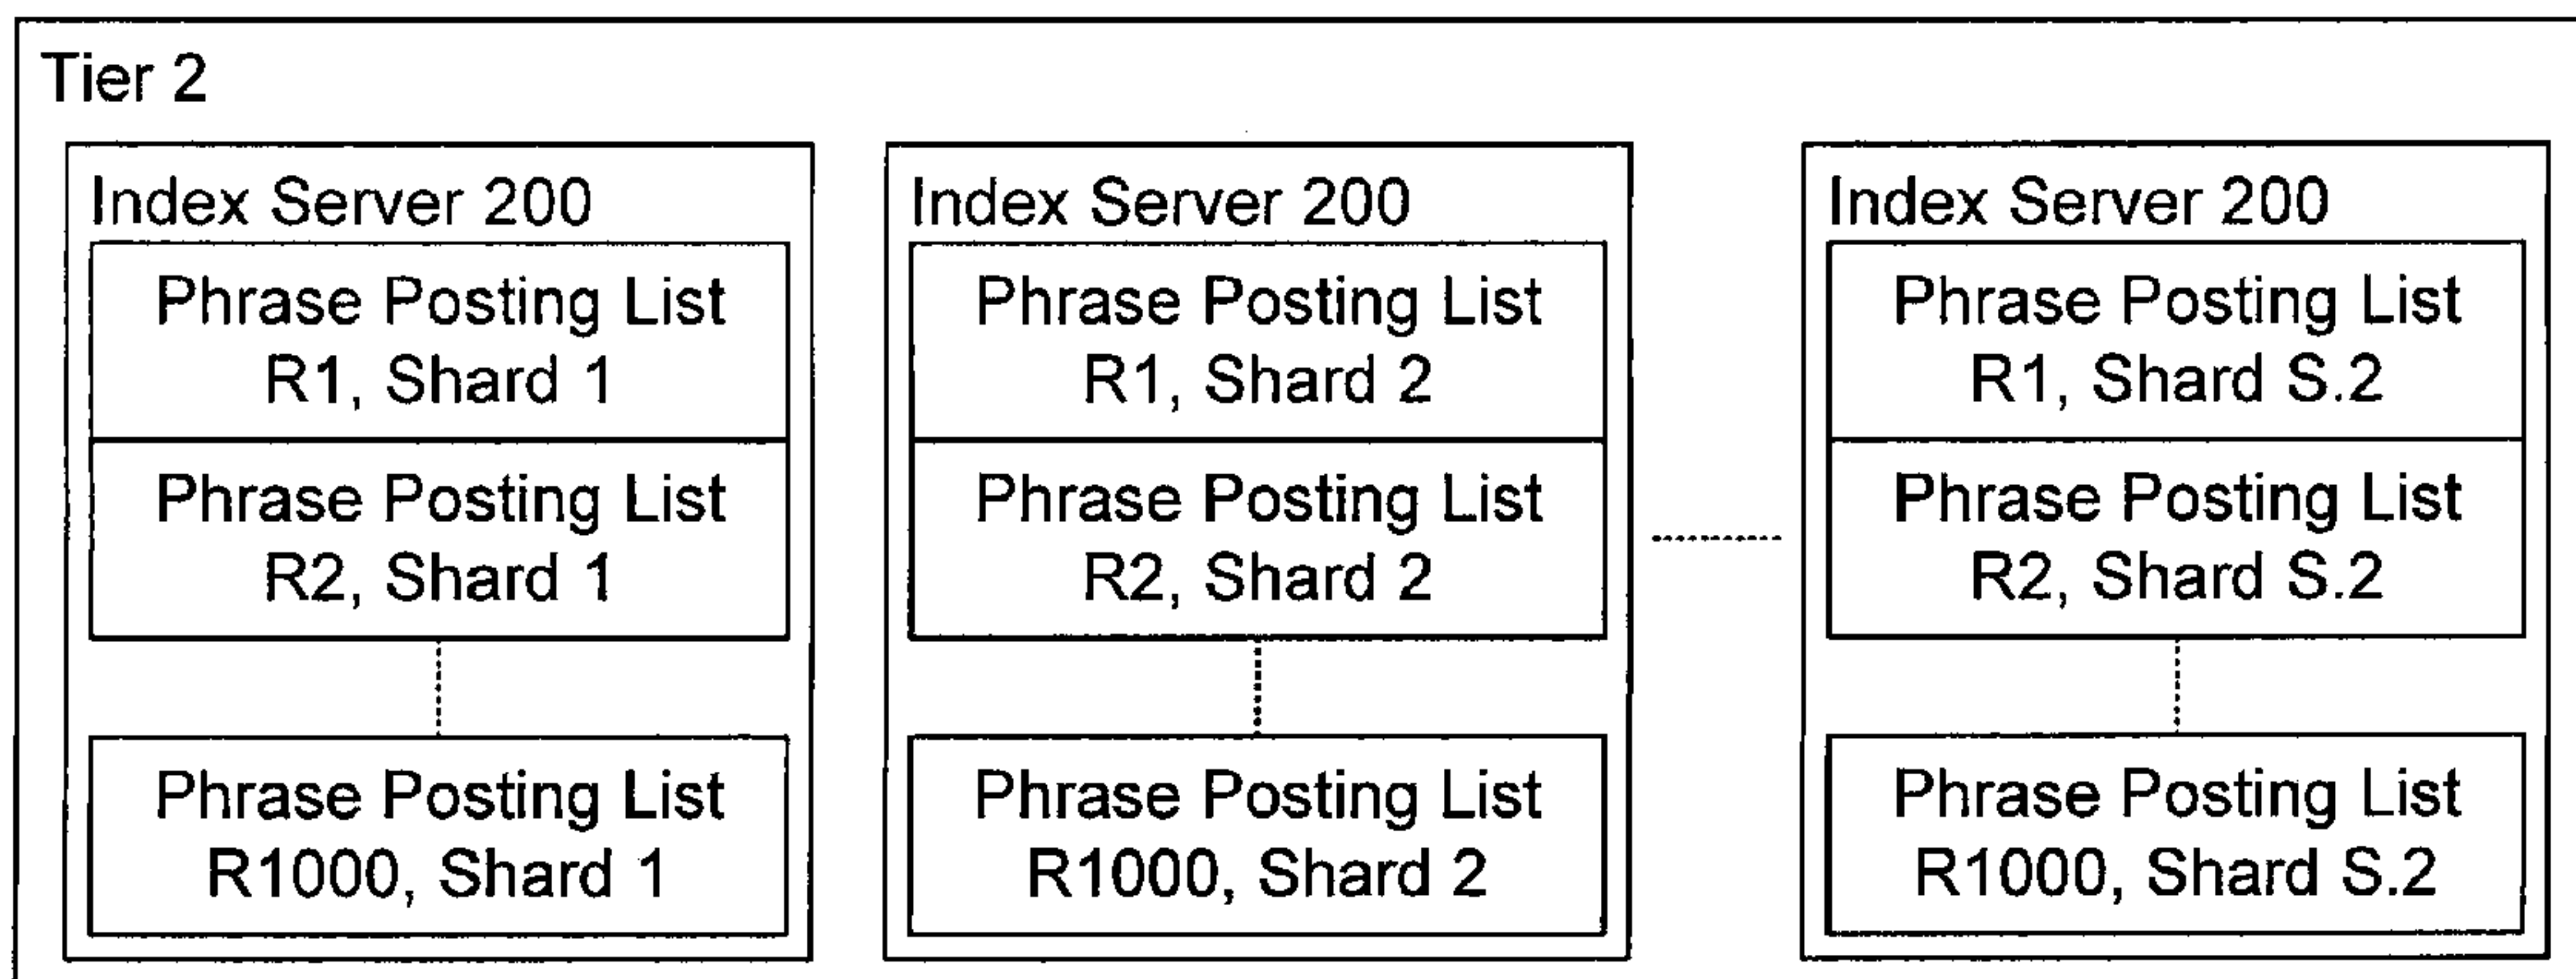 Tier 2
Index Server 200
Phrase Posting List
R1, Shard 1
Phrase Posting List
R2, Shard 1
Phrase Posting List
R1000, Shard 1
Index Server 200
Phrase Posting List
R1, Shard 2
Phrase Posting List
R2, Shard 2
Phrase Posting List
R1000, Shard 2
Index Server 200
Phrase Posting List
R1, Shard S.2
Phrase Posting List
R2, Shard S.2
Phrase Posting List
R1000, Shard S.2